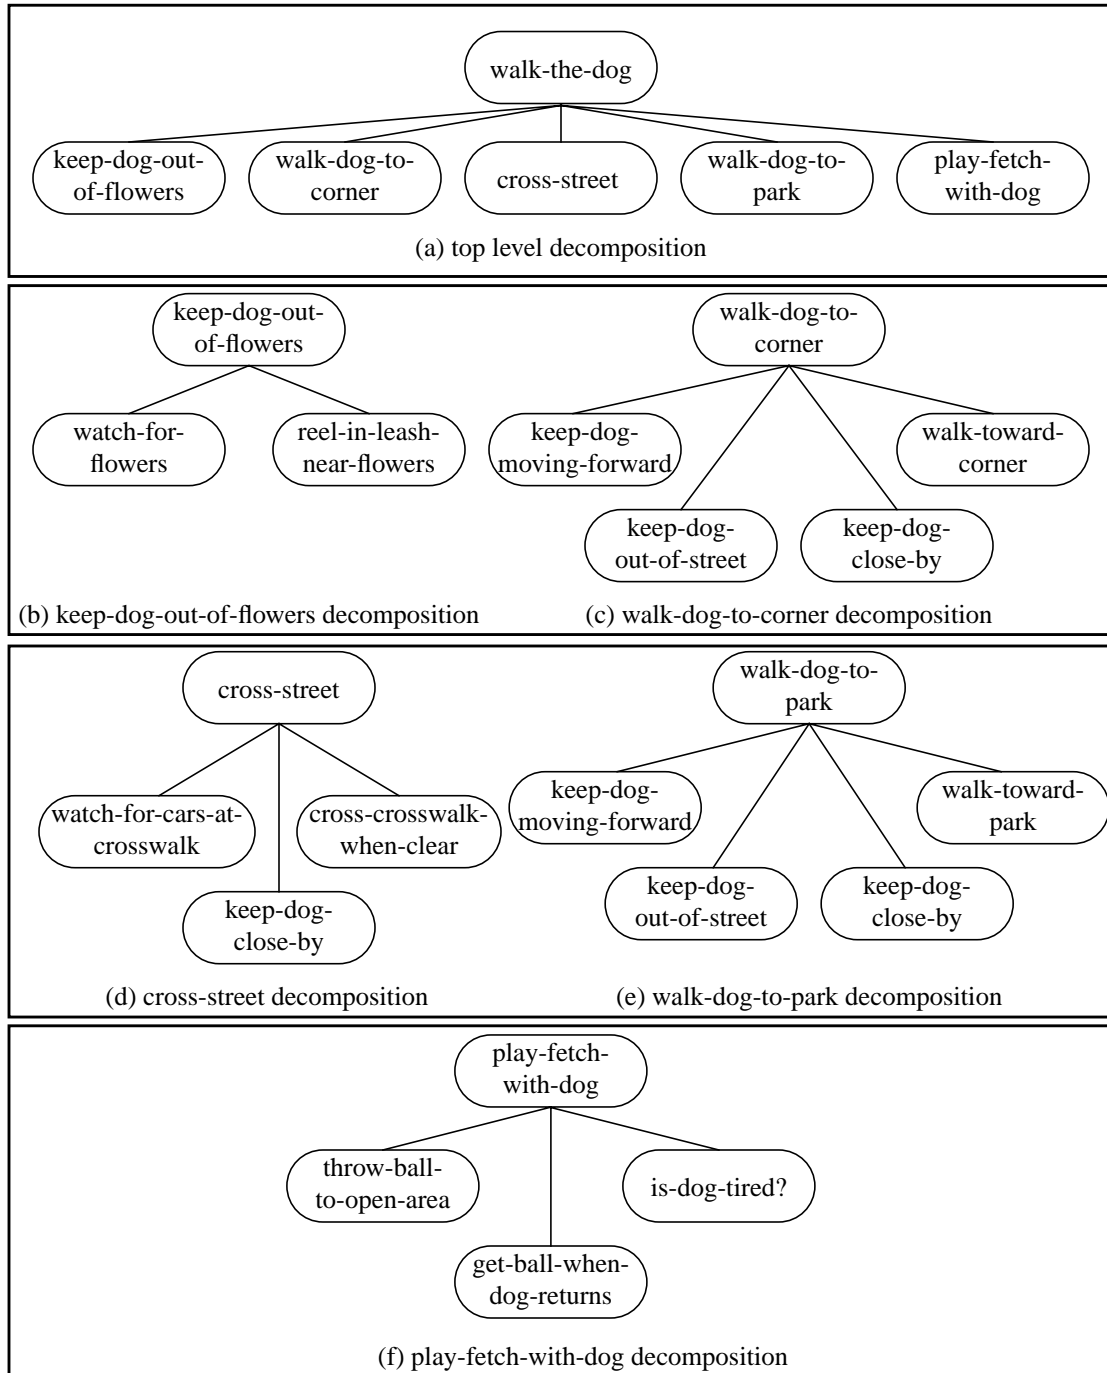 walk-the-dog
keep-dog-out-
of-flowers
walk-dog-to-
corner
cross-street
walk-dog-to-
park
play-fetch-
with-dog
(a) top level decomposition
keep-dog-out-
of-flowers
watch-for-
flowers
reel-in-leash-
near-flowers
(b) keep-dog-out-of-flowers decomposition
walk-dog-to-
corner
keep-dog-
moving-forward
walk-toward-
corner
keep-dog-
out-of-street
keep-dog-
close-by
(c) walk-dog-to-corner decomposition
cross-street
watch-for-cars-at-
crosswalk
cross-crosswalk-
when-clear
keep-dog-
close-by
(d) cross-street decomposition
walk-dog-to-
park
keep-dog-
moving-forward
walk-toward-
park
keep-dog-
out-of-street
keep-dog-
close-by
(e) walk-dog-to-park decomposition
play-fetch-
with-dog
throw-ball-
to-open-area
is-dog-tired?
get-ball-when-
dog-returns
(f) play-fetch-with-dog decomposition